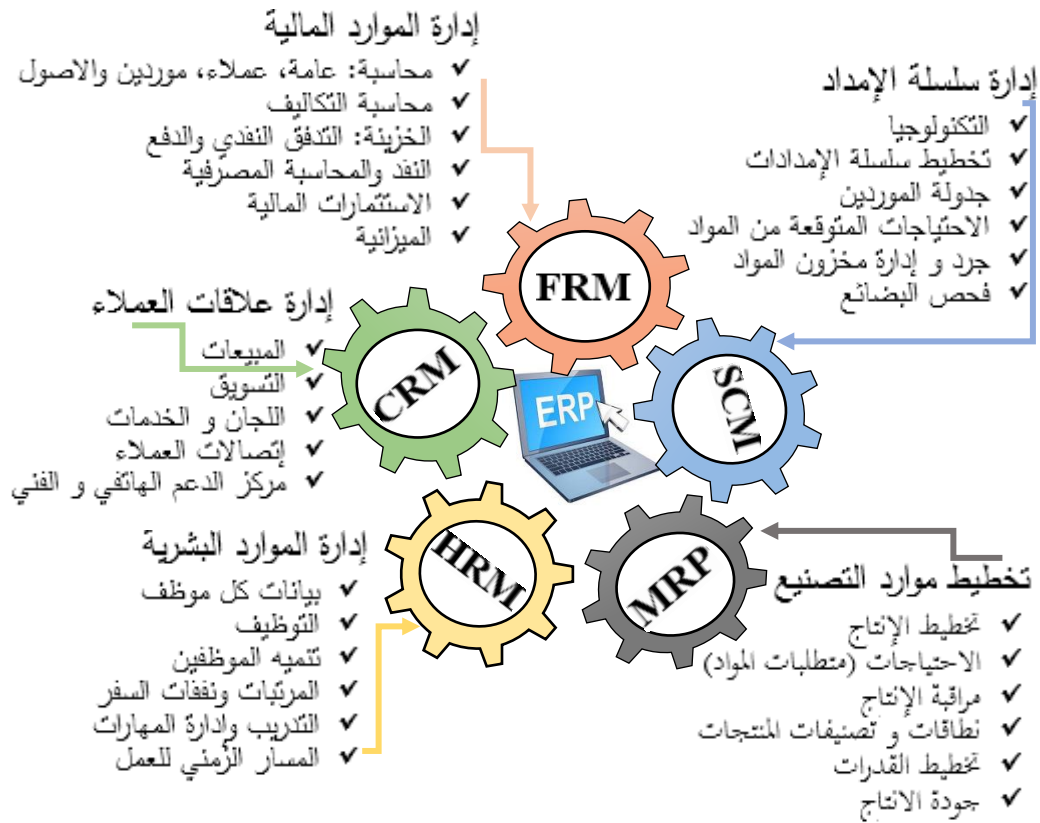 إدارة الموارد المالية
✓ محاسبة: عامة، عملاء، موردين والاصول
✓ محاسبة التكاليف
✓ الخزينة: التدفق النقدي والدفع
✓ النقد والمحاسبة المصرفية
✓ الاستثمارات المالية
✓ الميزانية
إدارة سلسلة الإمداد
✓ التكنولوجيا
✓ تخطيط سلسلة الإمدادات
✓ جدولة الموردين
✓ الاحتياجات المتوقعة من المواد
✓ جرد و إدارة مخزون المواد
✓ فحص البضائع
FRM
SCM
ERP
CRM
إدارة علاقات العملاء
✓ المبيعات
✓ التسويق
✓ اللجان و الخدمات
✓ إتصالات العملاء
✓ مركز الدعم الهاتفي و الفني
HRM
MRP
إدارة الموارد البشرية
✓ بيانات كل موظف
✓ التوظيف
✓ تنميه الموظفين
✓ المرتبات ونفقات السفر
✓ التدريب وادارة المهارات
✓ المسار الزمني للعمل
تخطيط موارد التصنيع
✓ تخطيط الإنتاج
✓ الاحتياجات (متطلبات المواد)
✓ مراقبة الإنتاج
✓ نطاقات و تصنيفات المنتجات
✓ تخطيط القدرات
✓ جودة الانتاج